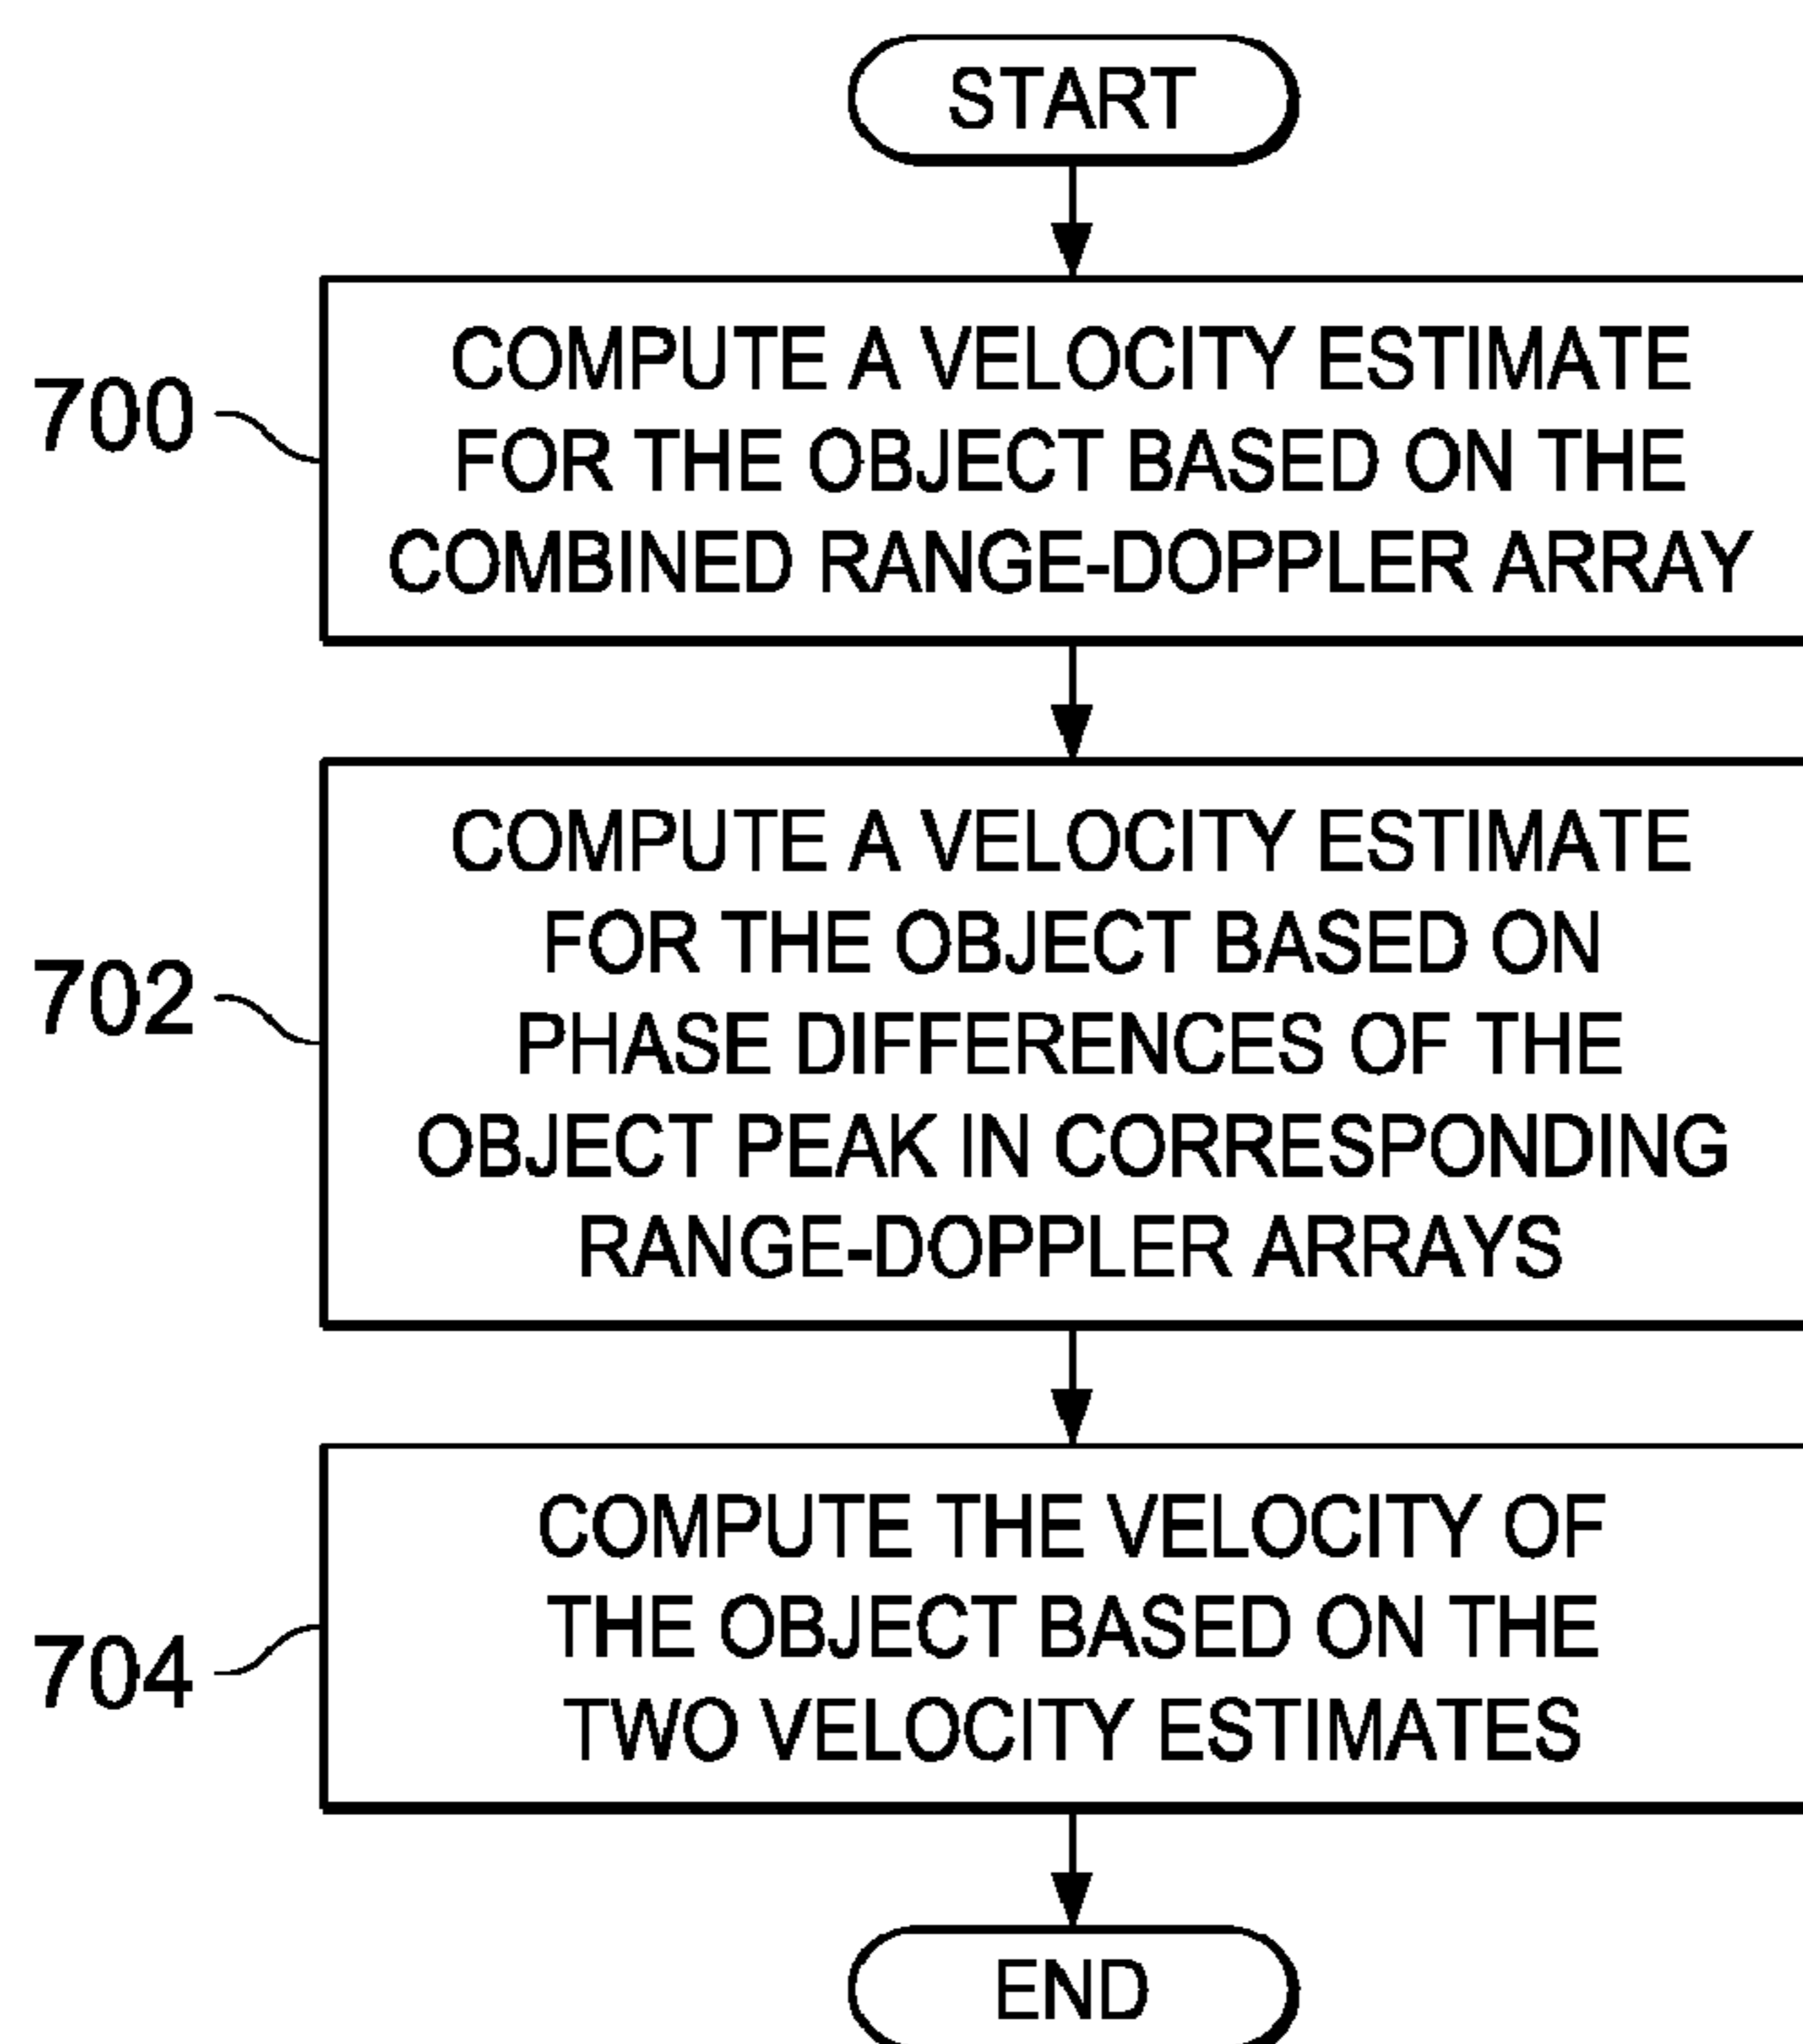 START
700
COMPUTE A VELOCITY ESTIMATE
FOR THE OBJECT BASED ON THE
COMBINED RANGE-DOPPLER ARRAY
702
COMPUTE A VELOCITY ESTIMATE
FOR THE OBJECT BASED ON
PHASE DIFFERENCES OF THE
OBJECT PEAK IN CORRESPONDING
RANGE-DOPPLER ARRAYS
704
COMPUTE THE VELOCITY OF
THE OBJECT BASED ON THE
TWO VELOCITY ESTIMATES
END